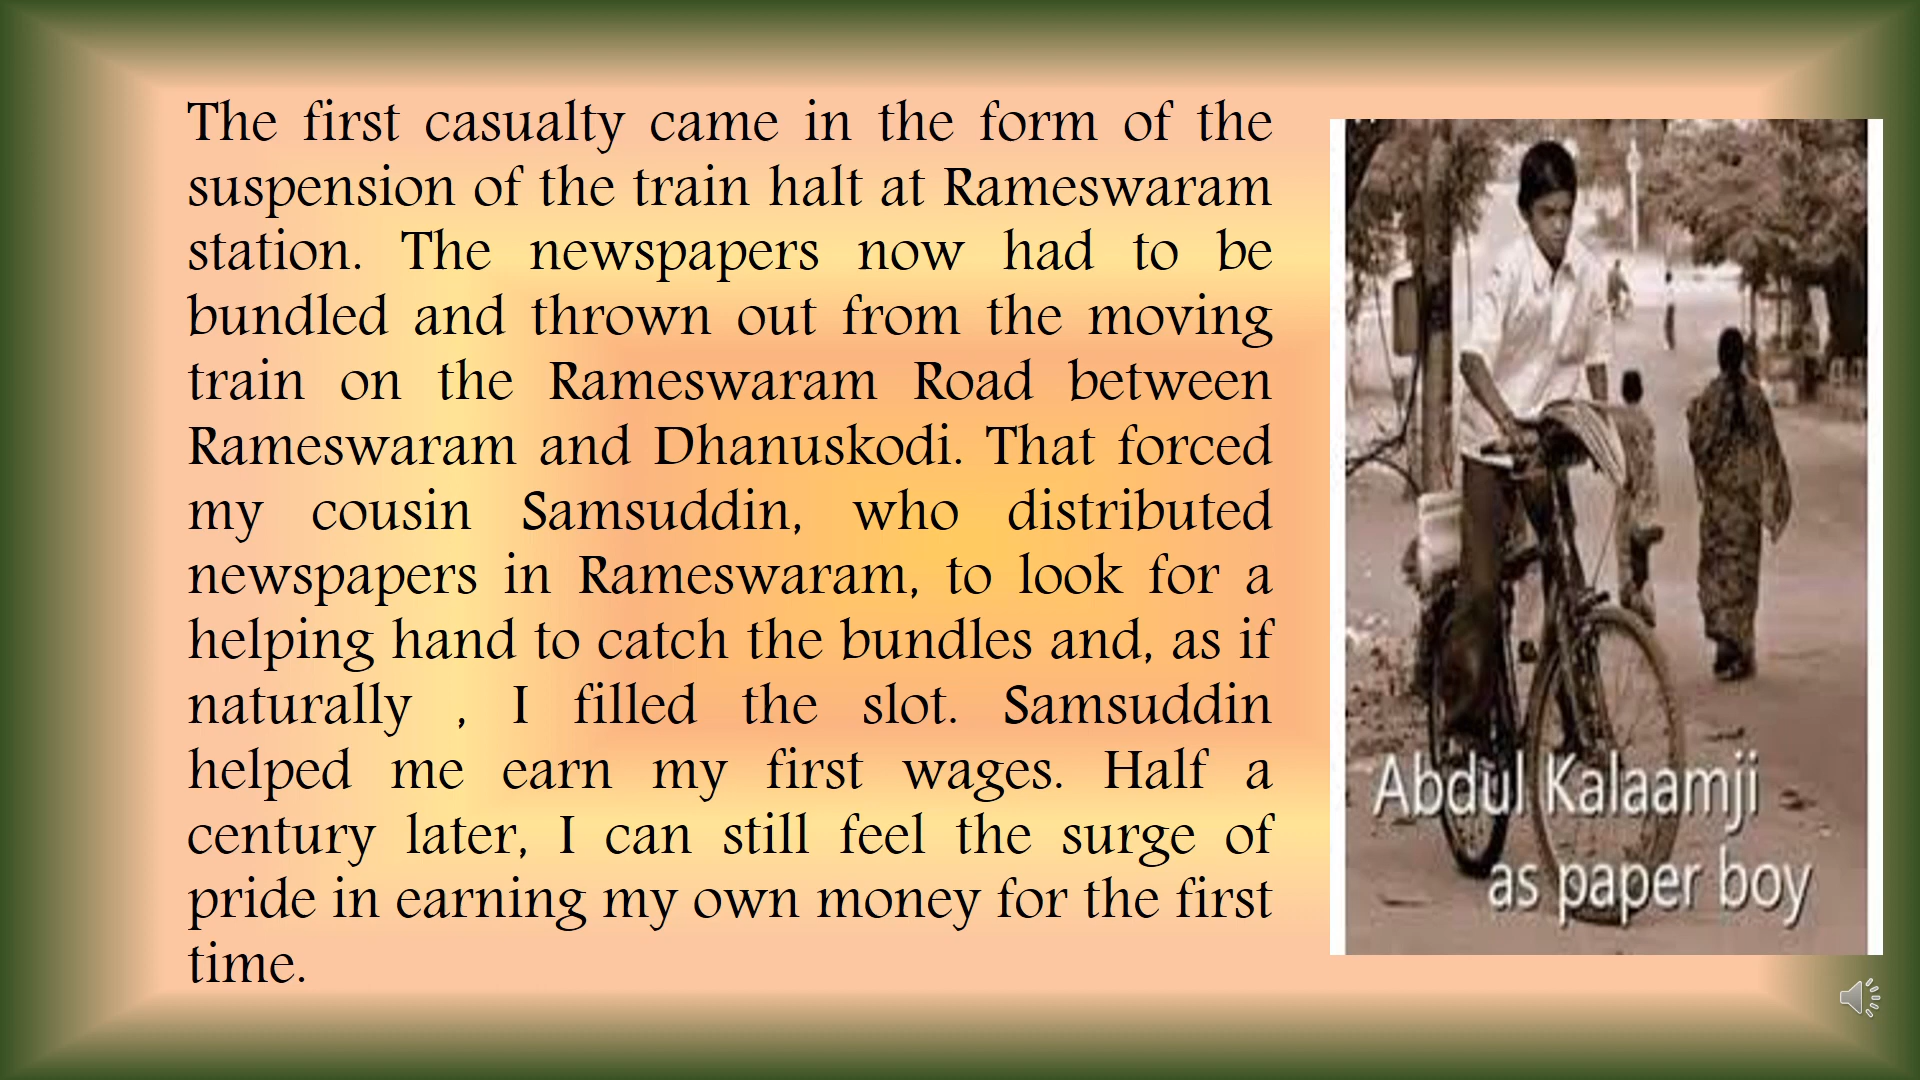 The first casualty came in the form of the
suspension of the train halt at Rameswaram
station. The newspapers now had to be
bundled and thrown out from the moving
train on the Rameswaram Road between
Rameswaram and Dhanuskodi. That forced
my cousin Samsuddin, who distributed
newspapers in Rameswaram, to look for a
helping hand to catch the bundles and, as if
naturally , I filled the slot. Samsuddin
helped me earn my first wages. Half a
century later, I can still feel the surge of
pride in earning my own money for the first
time.
Abdul Kalaamji
as paper boy